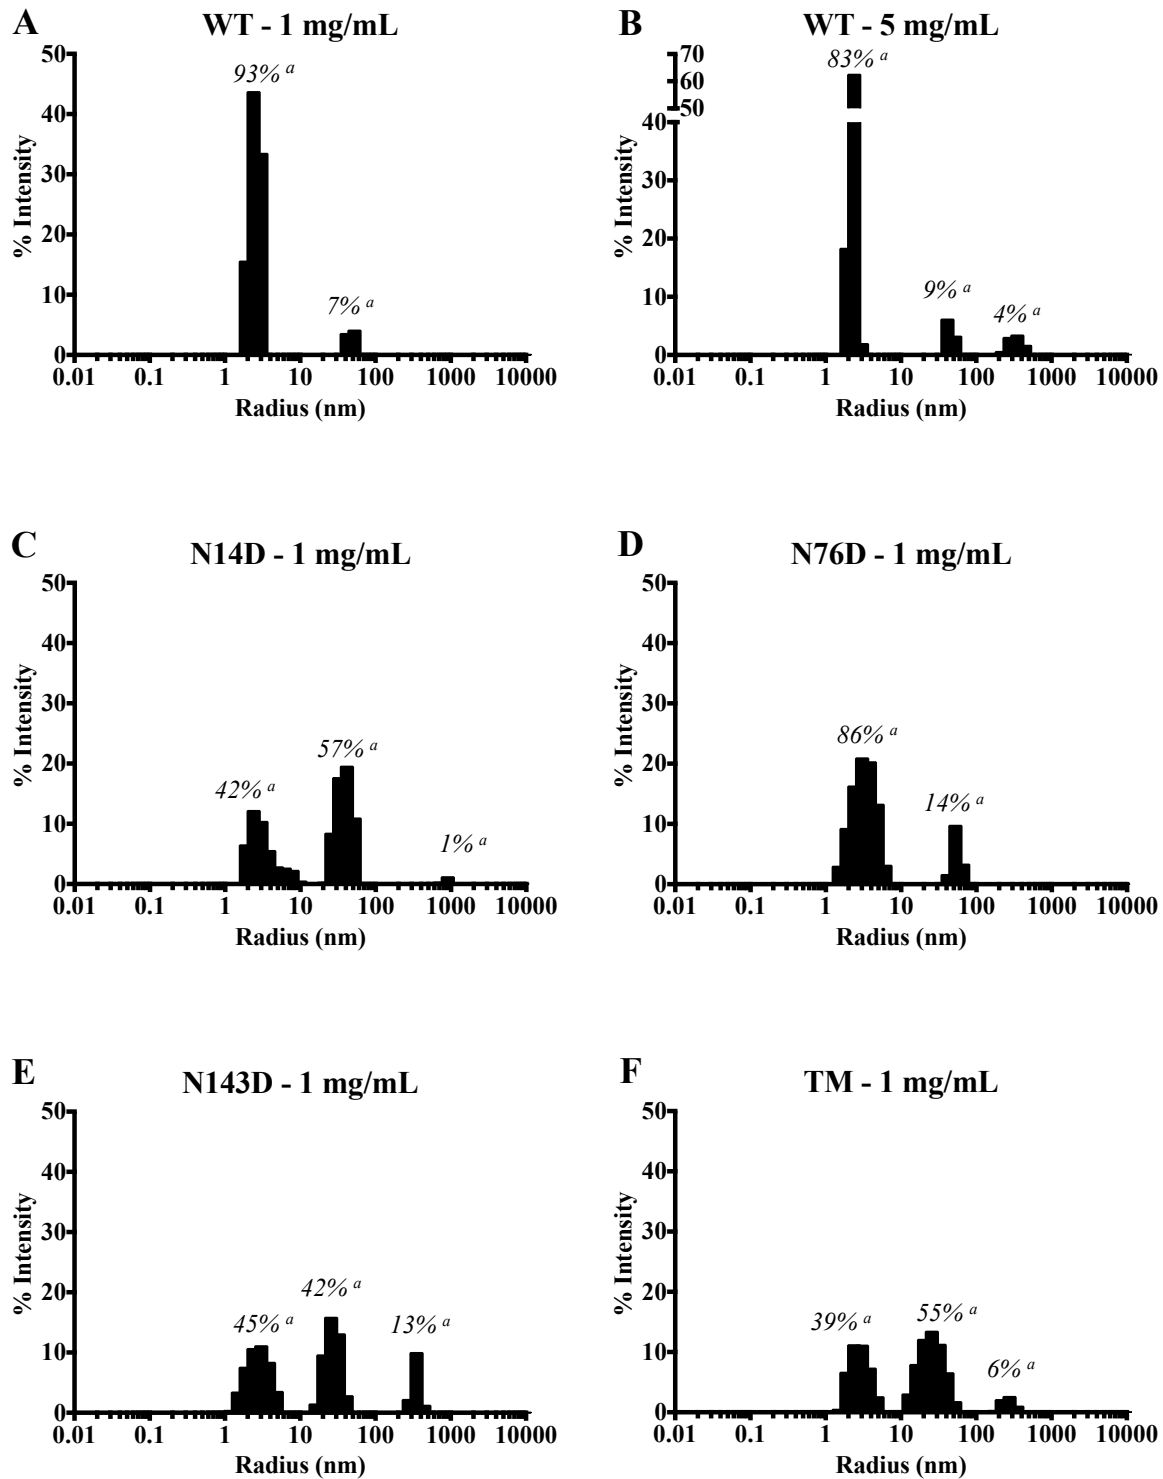 A
WT - 1 mg/mL
50
40
30
20
10
0
% Intensity
93% a
7% a
0.01 0.1 1 10 100 1000 10000
Radius (nm)
B
WT - 5 mg/mL
70
60
50
40
30
20
10
0
% Intensity
83% a
9% a
4% a
0.01 0.1 1 10 100 1000 10000
Radius (nm)
C
N14D - 1 mg/mL
50
40
30
20
10
0
% Intensity
42% a
57% a
1% a
0.01 0.1 1 10 100 1000 10000
Radius (nm)
D
N76D - 1 mg/mL
50
40
30
20
10
0
% Intensity
86% a
14% a
0.01 0.1 1 10 100 1000 10000
Radius (nm)
E
N143D - 1 mg/mL
50
40
30
20
10
0
% Intensity
45% a
42% a
13% a
0.01 0.1 1 10 100 1000 10000
Radius (nm)
F
TM - 1 mg/mL
50
40
30
20
10
0
% Intensity
39% a
55% a
6% a
0.01 0.1 1 10 100 1000 10000
Radius (nm)